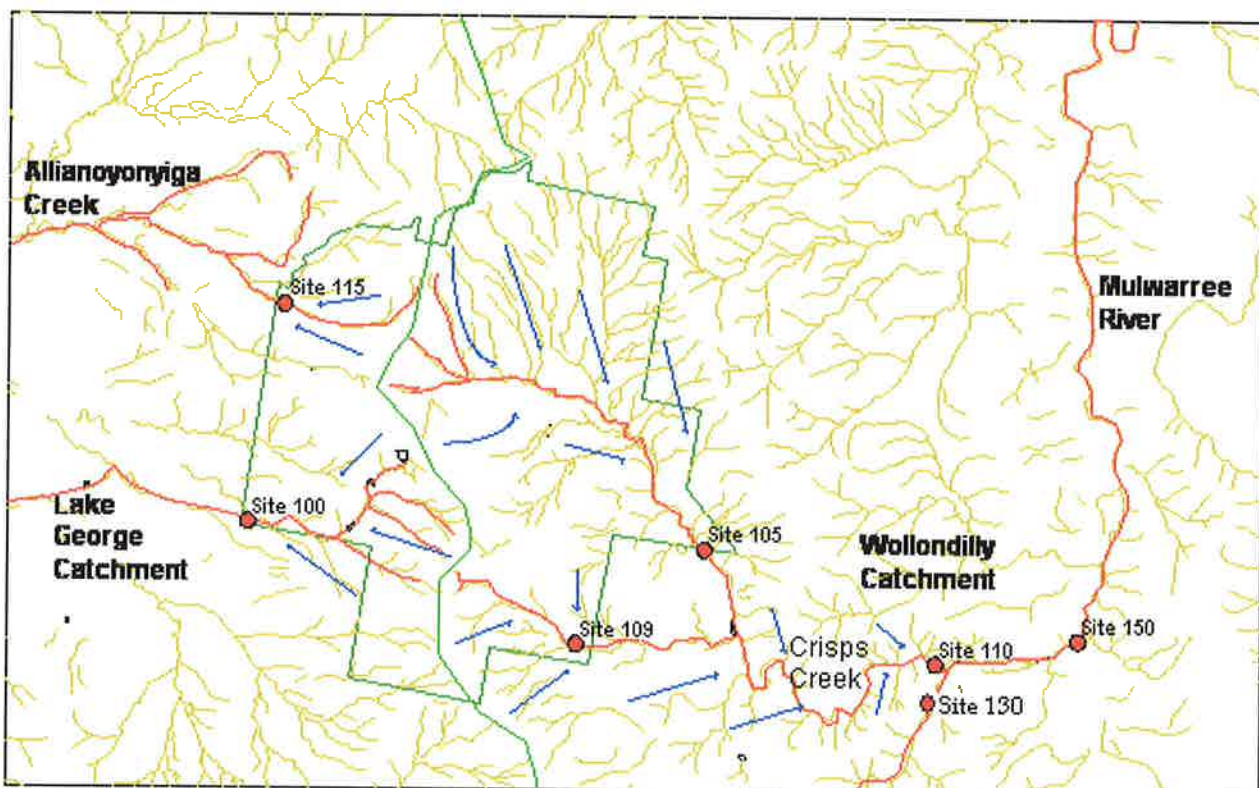 Allianoyonyiga
Creek
Site 115
Mulwarree
River
Site 100
Lake
George
Catchment
Site 105
Wollondilly
Catchment
Site 109
Crisps
Creek
Site 110
Site 150
Site 130